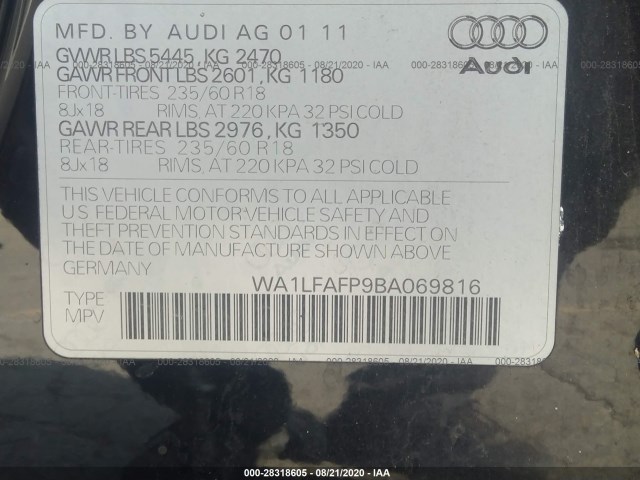 MFD. BY AUDI AG 01 11
GVWR LBS 5445, KG 2470
GAWR FRONT LBS 2601, KG 1180
FRONT-TIRES 235/60 R18
8Jx18 RIMS, AT 220 KPA 32 PSI COLD
GAWR REAR LBS 2976, KG 1350
REAR-TIRES 235/60 R18
8Jx18 RIMS, AT 220 KPA 32 PSI COLD
Audi
THIS VEHICLE CONFORMS TO ALL APPLICABLE
U.S. FEDERAL MOTOR-VEHICLE SAFETY AND
THEFT PREVENTION STANDARDS IN EFFECT ON
THE DATE OF MANUFACTURE SHOWN ABOVE
GERMANY
WA1LFAFP9BA069816
TYPE
MPV
000-28318605 - 08/21/2020 - IAA